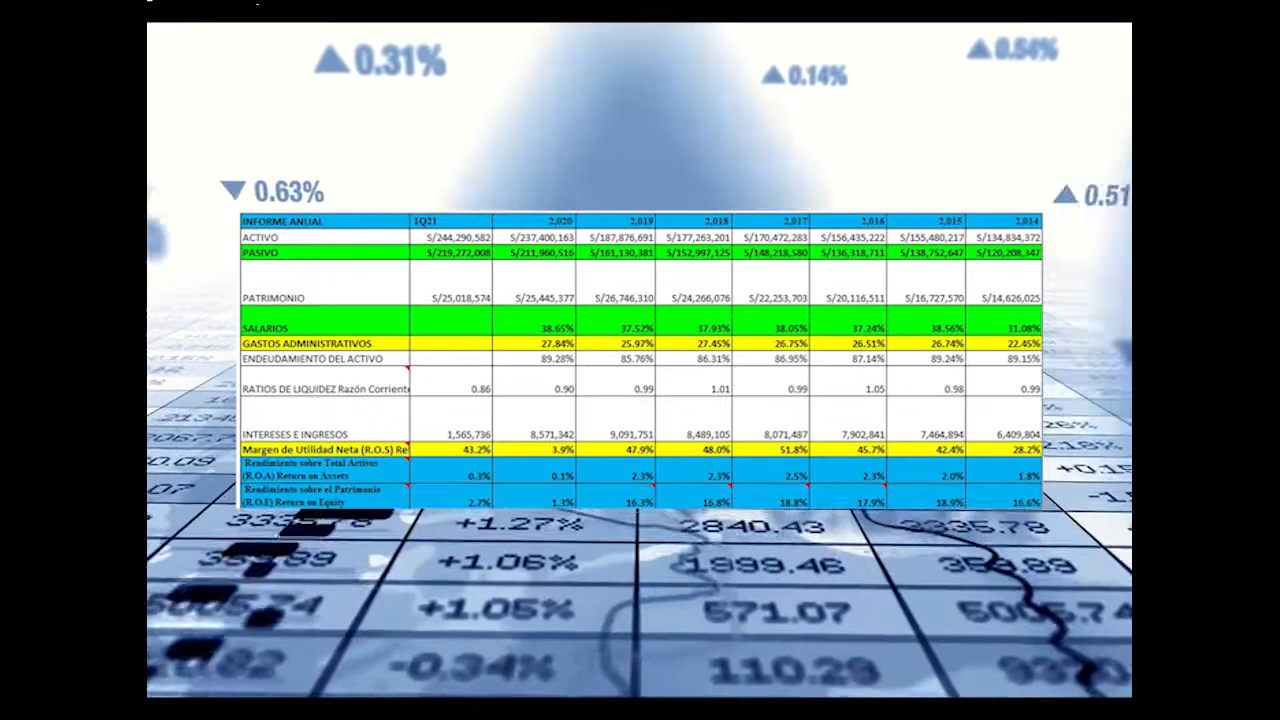 ▲0.31%
▲0.14%
▲0.54%
▼ 0.63%
▲ 0.51
INFORME ANUAL 1Q21 2,020 2,019 2,018 2,017 2,016 2,015 2,014
ACTIVO S/244,290,582 S/237,400,163 S/187,876,691 S/177,263,201 S/170,472,283 S/156,435,222 S/155,480,217 S/134,834,372
PASIVO S/219,272,008 S/211,960,516 S/161,130,381 S/152,997,125 S/148,218,580 S/136,318,711 S/138,752,647 S/120,208,347
PATRIMONIO S/25,018,574 S/25,445,377 S/26,746,310 S/24,266,076 S/22,253,703 S/20,116,511 S/16,727,570 S/14,626,025
SALARIOS 38.65% 37.52% 37.93% 38.05% 37.24% 38.56% 31.08%
GASTOS ADMINISTRATIVOS 27.84% 25.97% 27.45% 26.75% 26.51% 26.74% 22.45%
ENDEUDAMIENTO DEL ACTIVO 89.28% 85.76% 86.31% 86.95% 87.14% 89.24% 89.15%
RATIOS DE LIQUIDEZ Razón Corriente 0.86 0.90 0.99 1.01 0.99 1.05 0.98 0.99
INTERESES E INGRESOS 1,565,736 8,571,342 9,091,751 8,489,105 8,071,487 7,902,841 7,464,894 6,409,804
Margen de Utilidad Neta (R.O.S) Re 43.2% 3.9% 47.9% 48.0% 51.8% 45.7% 42.4% 28.2%
Rendimiento sobre Total Activos
(R.O.A) Return on Assets 0.3% 0.1% 2.3% 2.3% 2.5% 2.3% 2.0% 1.8%
Rendimiento sobre el Patrimonio
(R.O.E) Return on Equity 2.7% 1.3% 16.3% 16.8% 18.8% 17.9% 18.9% 16.6%
3335.78 +1.27% 2840.43 3335.78
+1.06% 1999.46
+1.05% 571.07 5005.74
-0.34% 110.29